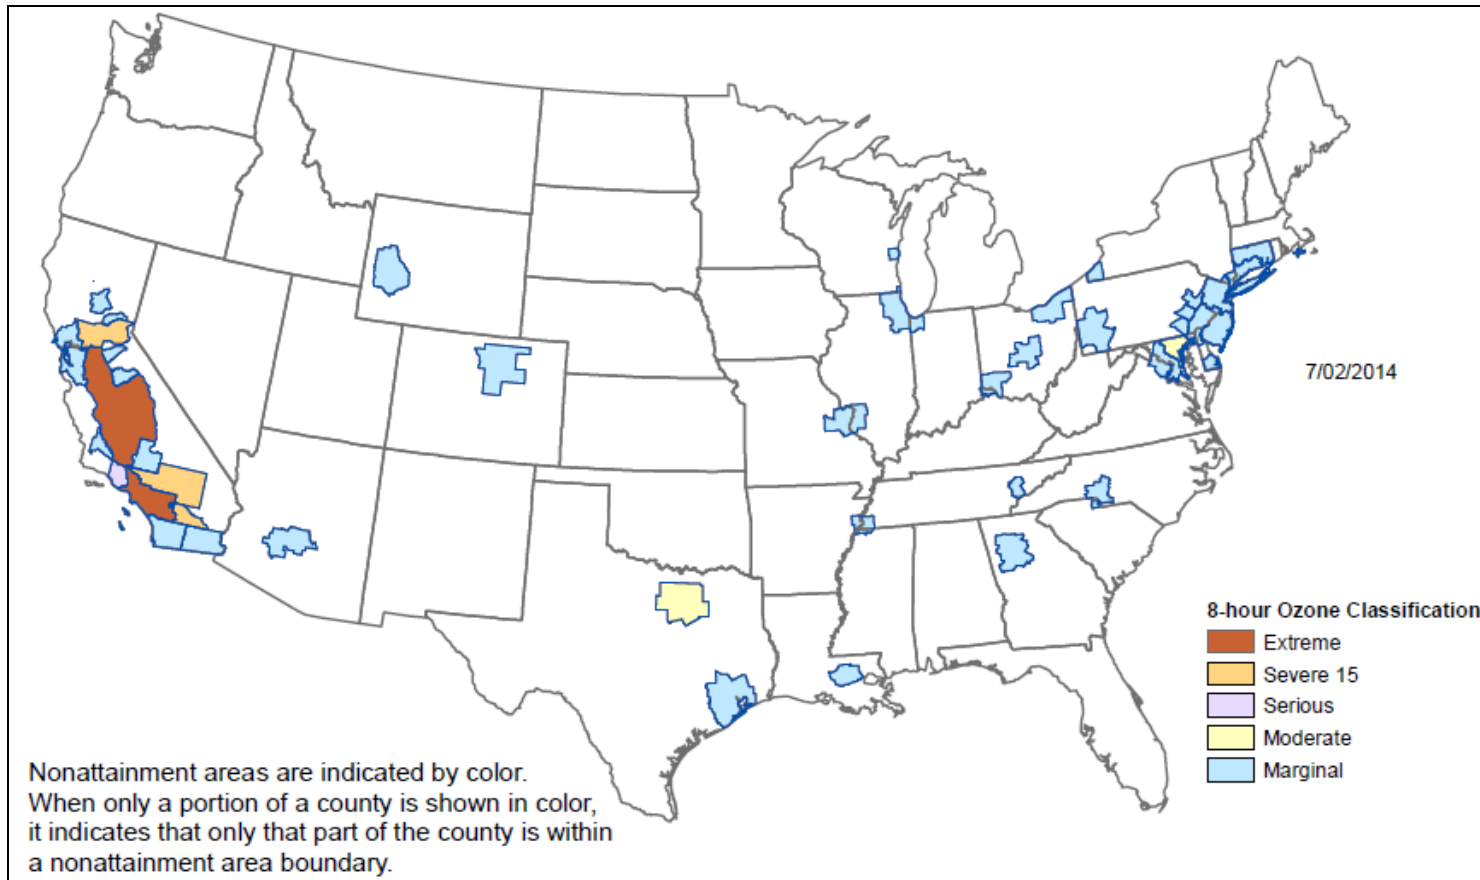 7/02/2014
8-hour Ozone Classification
Extreme
Severe 15
Serious
Moderate
Marginal
Nonattainment areas are indicated by color.
When only a portion of a county is shown in color,
it indicates that only that part of the county is within
a nonattainment area boundary.